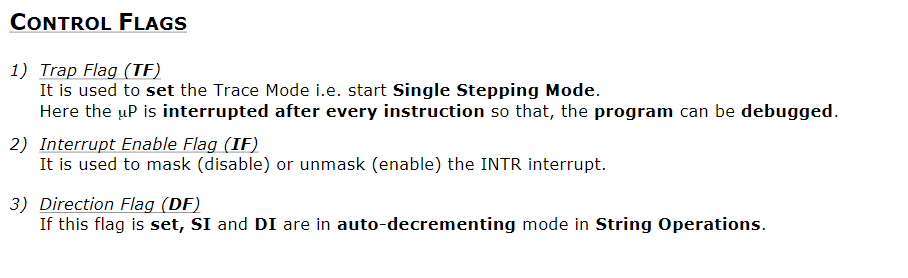 CONTROL FLAGS
1) Trap Flag (TF)
It is used to set the Trace Mode i.e. start Single Stepping Mode.
Here the μP is interrupted after every instruction so that, the program can be debugged.
2) Interrupt Enable Flag (IF)
It is used to mask (disable) or unmask (enable) the INTR interrupt.
3) Direction Flag (DF)
If this flag is set, SI and DI are in auto-decrementing mode in String Operations.